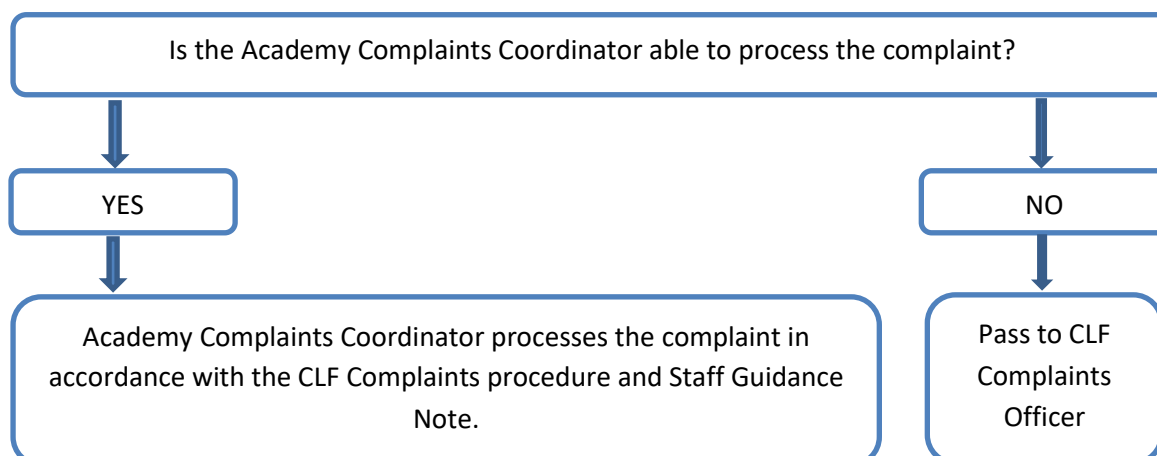 Is the Academy Complaints Coordinator able to process the complaint?
YES
NO
Academy Complaints Coordinator processes the complaint in
accordance with the CLF Complaints procedure and Staff Guidance
Note.
Pass to CLF
Complaints
Officer